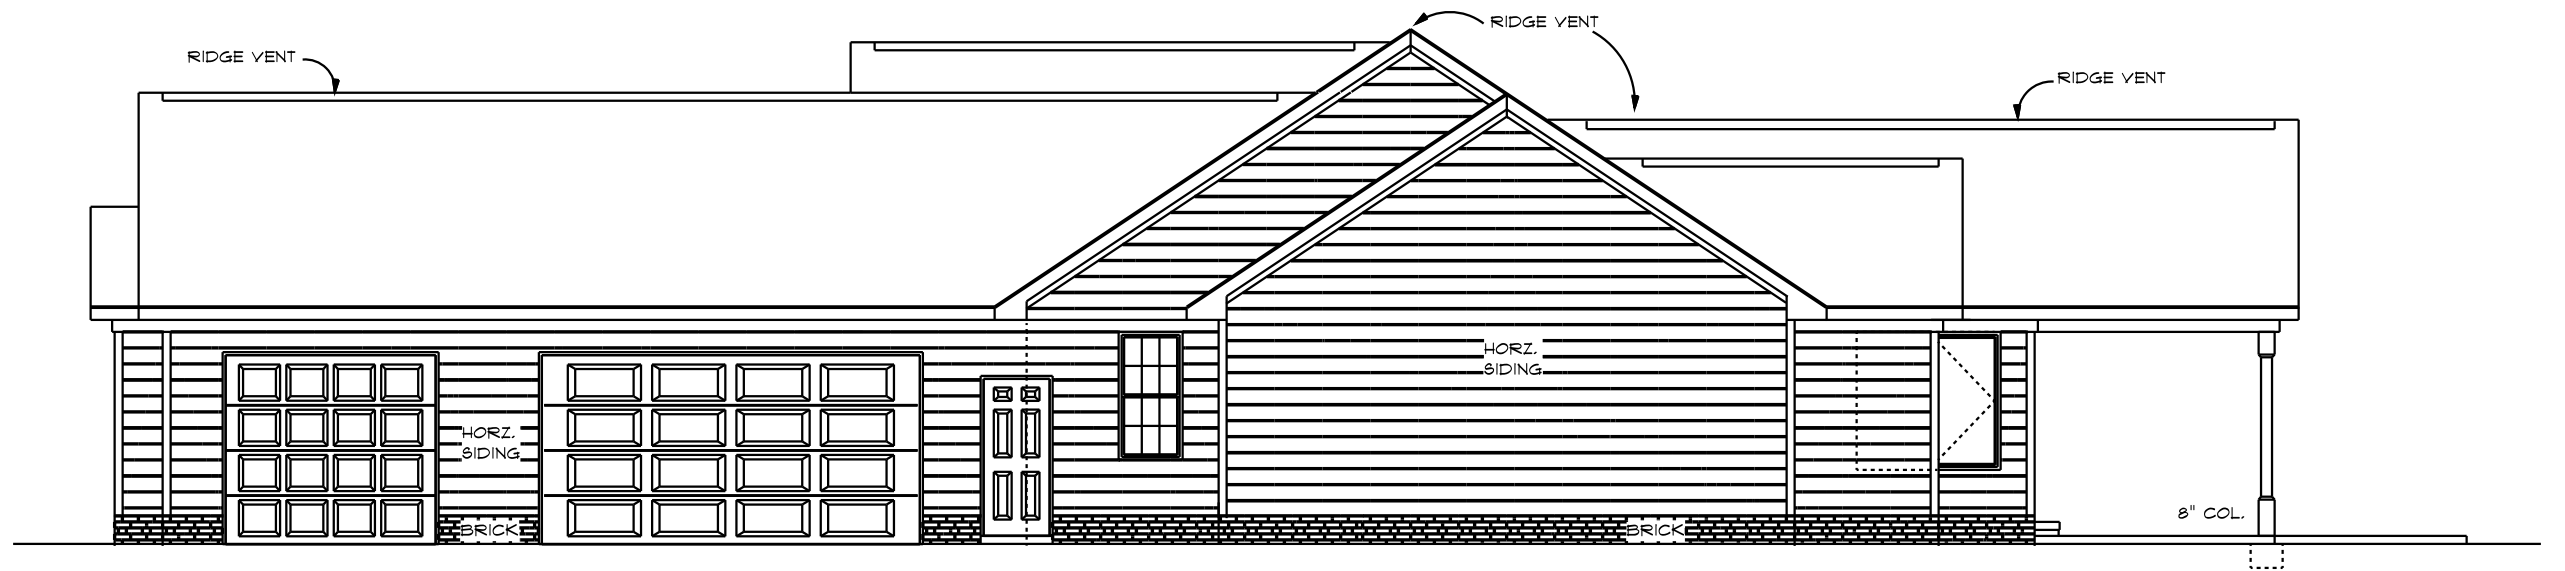 RIDGE VENT
RIDGE VENT
RIDGE VENT
HORZ.
SIDING
HORZ.
SIDING
8" COL.
BRICK
BRICK